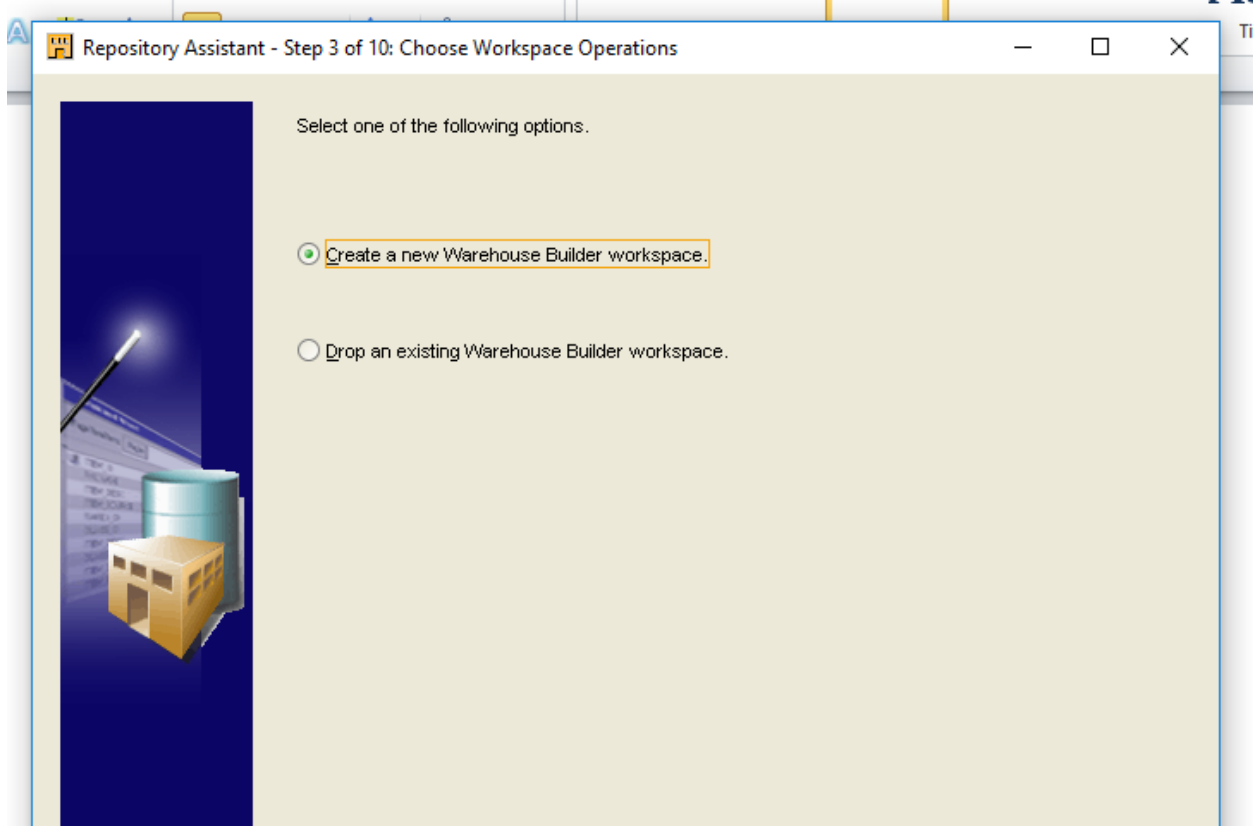 Repository Assistant - Step 3 of 10: Choose Workspace Operations
Ti
Select one of the following options.
Create a new Warehouse Builder workspace.
Drop an existing Warehouse Builder workspace.